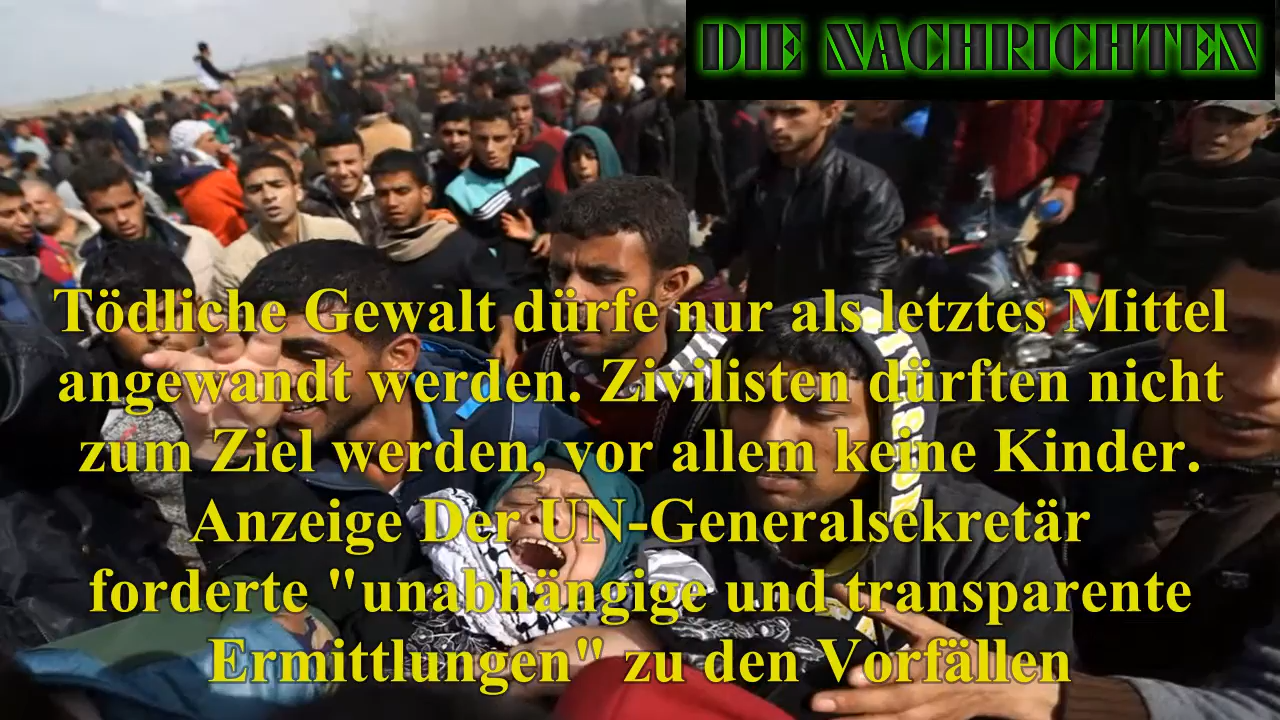 DIE NACHRICHTEN
Tödliche Gewalt dürfe nur als letztes Mittel
angewandt werden. Zivilisten dürften nicht
zum Ziel werden, vor allem keine Kinder.
Anzeige Der UN-Generalsekretär
forderte "unabhängige und transparente
Ermittlungen" zu den Vorfällen